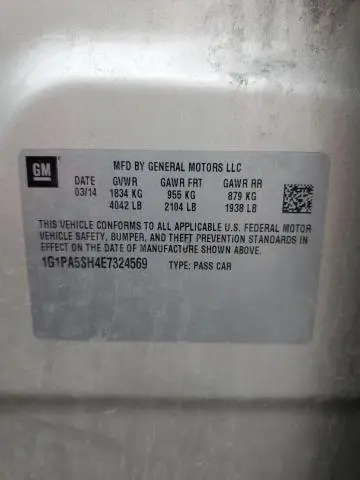 GM
MFD BY GENERAL MOTORS LLC
DATE GVWR GAWR FRT GAWR RR
03/14 1834 KG 955 KG 879 KG
4042 LB 2104 LB 1938 LB
THIS VEHICLE CONFORMS TO ALL APPLICABLE U.S. FEDERAL MOTOR
VEHICLE SAFETY, BUMPER, AND THEFT PREVENTION STANDARDS IN
EFFECT ON THE DATE OF MANUFACTURE SHOWN ABOVE.
1G1PA5SH4E7324569 TYPE: PASS CAR